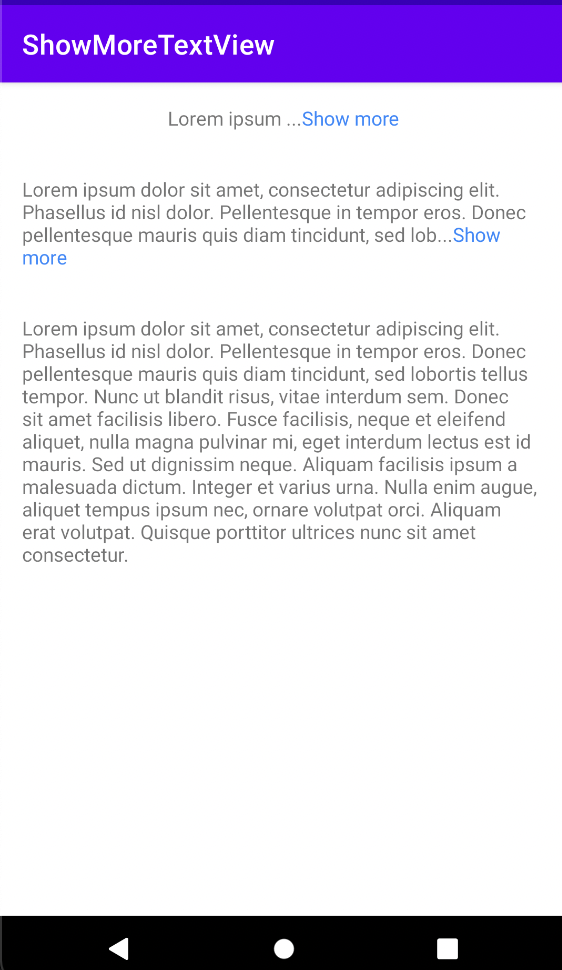 ShowMoreTextView
Lorem ipsum ...Show more
Lorem ipsum dolor sit amet, consectetur adipiscing elit.
Phasellus id nisl dolor. Pellentesque in tempor eros. Donec
pellentesque mauris quis diam tincidunt, sed lob...Show
more
Lorem ipsum dolor sit amet, consectetur adipiscing elit.
Phasellus id nisl dolor. Pellentesque in tempor eros. Donec
pellentesque mauris quis diam tincidunt, sed lobortis tellus
tempor. Nunc ut blandit risus, vitae interdum sem. Donec
sit amet facilisis libero. Fusce facilisis, neque et eleifend
aliquet, nulla magna pulvinar mi, eget interdum lectus est id
mauris. Sed ut dignissim neque. Aliquam facilisis ipsum a
malesuada dictum. Integer et varius urna. Nulla enim augue,
aliquet tempus ipsum nec, ornare volutpat orci. Aliquam
erat volutpat. Quisque porttitor ultrices nunc sit amet
consectetur.